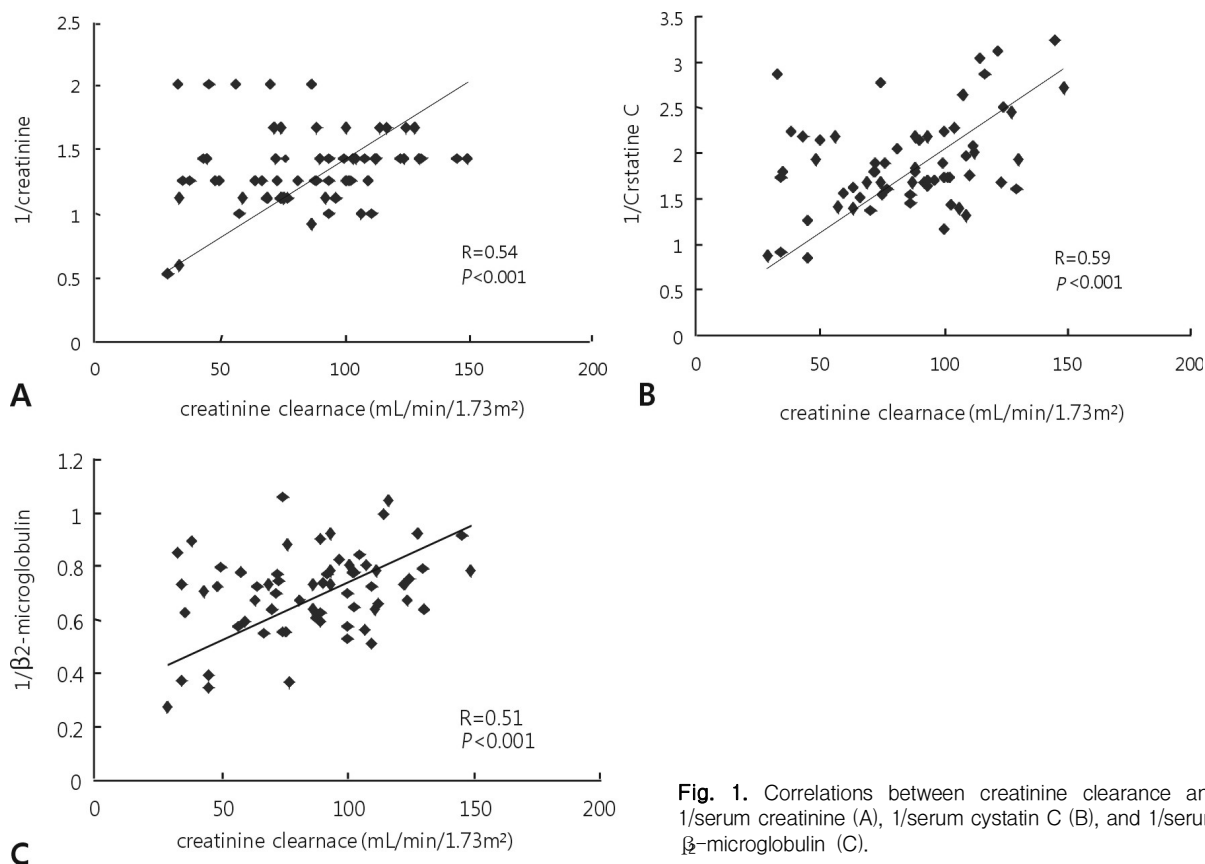 2.5
2
1.5
1
0.5
0
0 50 100 150 200
1/creatinine
R=0.54
P<0.001
A
creatinine clearnace (mL/min/1.73m²)
3.5
3
2.5
2
1.5
1
0.5
0
0 50 100 150 200
1/Crstatine C
R=0.59
P<0.001
B
creatinine clearnace (mL/min/1.73m²)
1.2
1
0.8
0.6
0.4
0.2
0
0 50 100 150 200
1/β2-microglobulin
R=0.51
P<0.001
C
creatinine clearnace (mL/min/1.73m²)
Fig. 1. Correlations between creatinine clearance an
1/serum creatinine (A), 1/serum cystatin C (B), and 1/serum
β2-microglobulin (C).